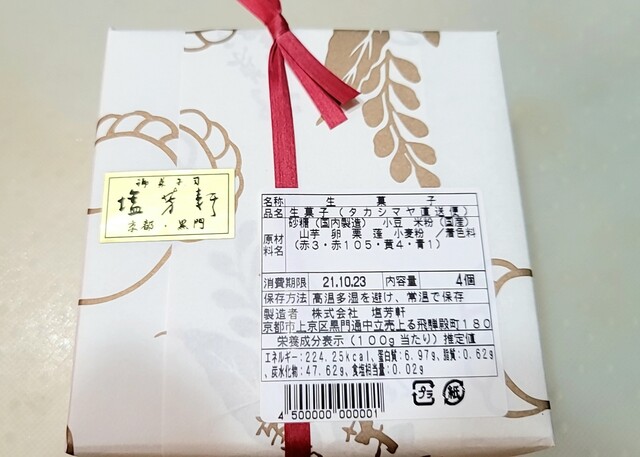 御菓子司
塩芳軒
京都・黒門
名称 生菓子
品名 生菓子(タカシマヤ直送便)
原材料名 砂糖(国内製造) 小豆 米粉(国産)
山芋 卵 栗 蓬 小麦粉 /着色料
(赤3・赤105・黄4・青1)
消費期限 21.10.23 内容量 4個
保存方法 高温多湿を避け、常温で保存
製造者 株式会社 塩芳軒
京都市上京区黒門通中立売上る飛騨殿町180
栄養成分表示(100g当たり)推定値
エネルギー:224.25kcal、蛋白質:6.97g、脂質:0.62g
、炭水化物:47.62g、食塩相当量:0.02g
4 500000 000001
プラ 紙